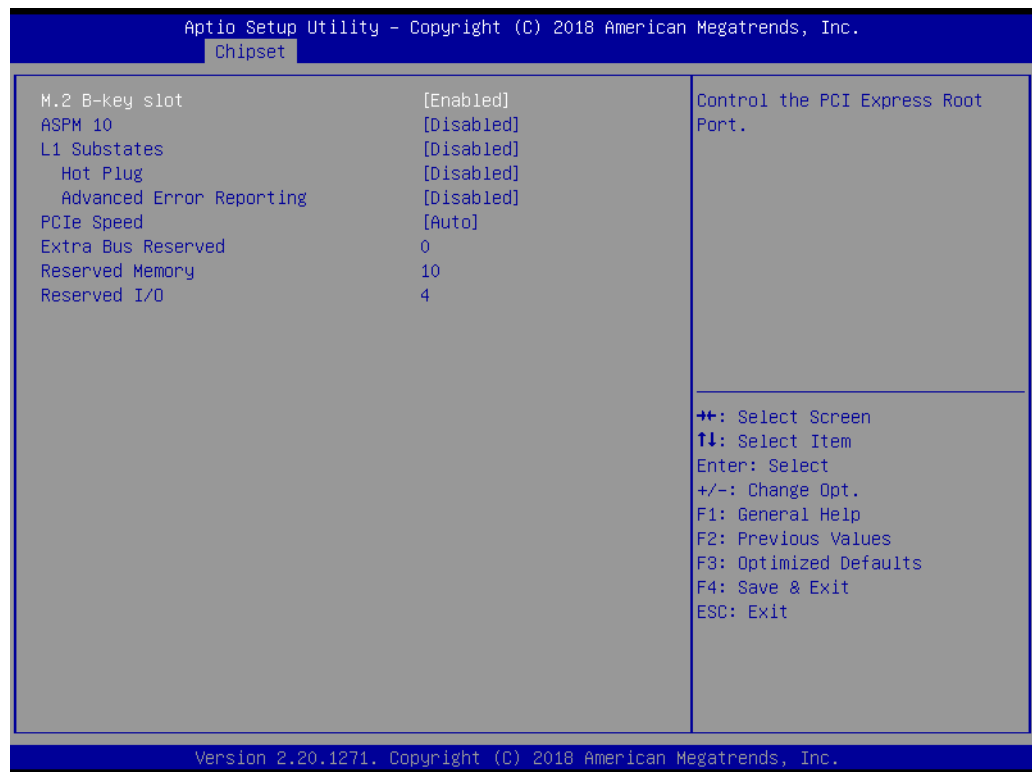 Aptio Setup Utility – Copyright (C) 2018 American Megatrends, Inc.
Chipset
M.2 B-key slot [Enabled]
ASPM 10 [Disabled]
L1 Substates [Disabled]
Hot Plug [Disabled]
Advanced Error Reporting [Disabled]
PCIe Speed [Auto]
Extra Bus Reserved 0
Reserved Memory 10
Reserved I/O 4
Control the PCI Express Root
Port.
→←: Select Screen
↑↓: Select Item
Enter: Select
+/-: Change Opt.
F1: General Help
F2: Previous Values
F3: Optimized Defaults
F4: Save & Exit
ESC: Exit
Version 2.20.1271. Copyright (C) 2018 American Megatrends, Inc.